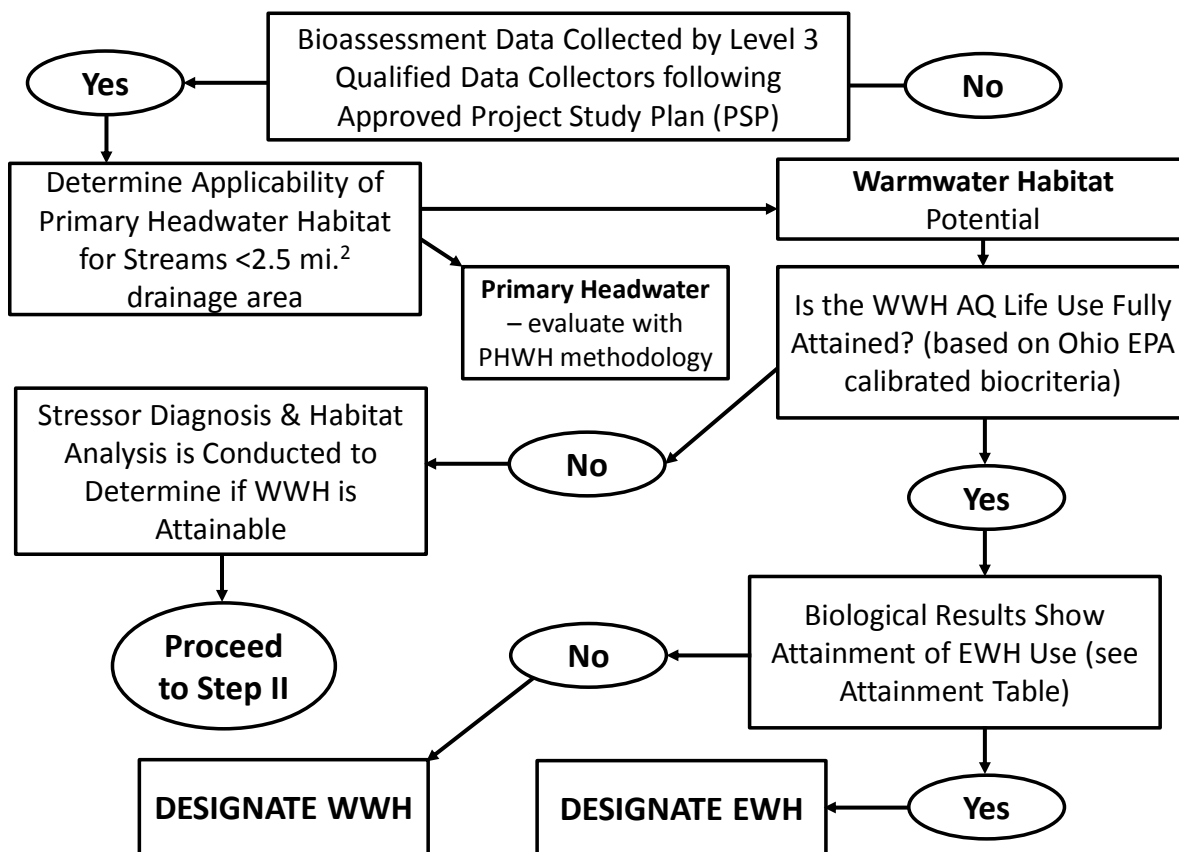 Bioassessment Data Collected by Level 3
Qualified Data Collectors following
Approved Project Study Plan (PSP)
Yes
No
Determine Applicability of
Primary Headwater Habitat
for Streams <2.5 mi.²
drainage area
Warmwater Habitat
Potential
Primary Headwater
– evaluate with
PHWH methodology
Is the WWH AQ Life Use Fully
Attained? (based on Ohio EPA
calibrated biocriteria)
Stressor Diagnosis & Habitat
Analysis is Conducted to
Determine if WWH is
Attainable
No
Yes
Proceed
to Step II
Biological Results Show
Attainment of EWH Use (see
Attainment Table)
No
DESIGNATE WWH
DESIGNATE EWH
Yes